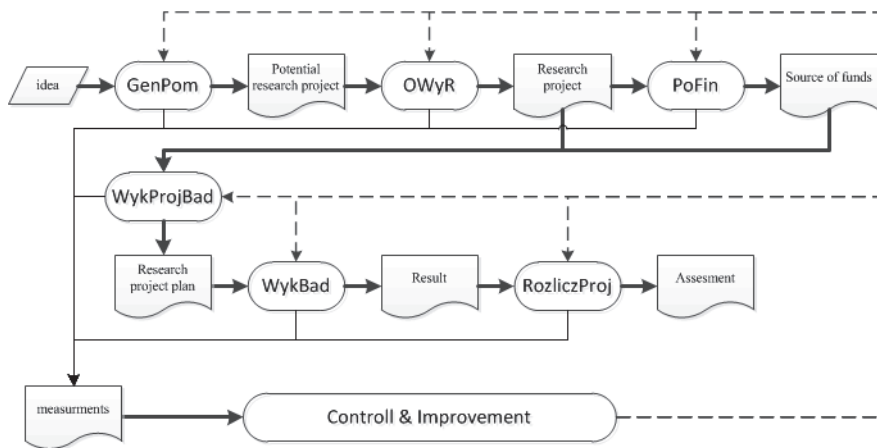 idea
GenPom
Potential
research project
OWyR
Research
project
PoFin
Source of funds
WykProjBad
Research
project plan
WykBad
Result
RozliczProj
Assesment
measurments
Controll & Improvement